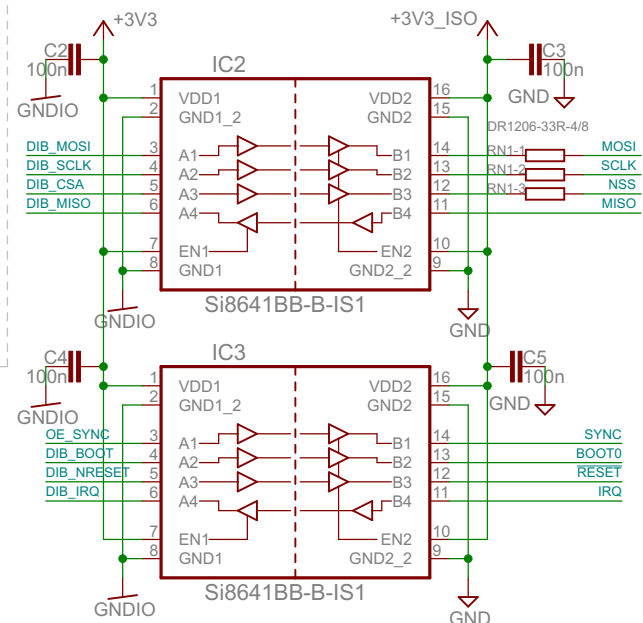 +3V3
+3V3_ISO
C2
100n
GNDIO
IC2
C3
100n
GND
1 VDD1 VDD2 16
2 GND1_2 GND2 15
DR1206-33R-4/8
DIB_MOSI 3 A1 B1 14 RN1-1 MOSI
DIB_SCLK 4 A2 B2 13 RN1-2 SCLK
DIB_CSA 5 A3 B3 12 RN1-3 NSS
DIB_MISO 6 A4 B4 11 MISO
7 EN1 EN2 10
8 GND1 GND2_2 9
GNDIO
Si8641BB-B-IS1
GND
C4
100n
GNDIO
IC3
C5
100n
GND
1 VDD1 VDD2 16
2 GND1_2 GND2 15
OE_SYNC 3 A1 B1 14 SYNC
DIB_BOOT 4 A2 B2 13 BOOT0
DIB_NRESET 5 A3 B3 12 RESET
DIB_IRQ 6 A4 B4 11 IRQ
7 EN1 EN2 10
8 GND1 GND2_2 9
GNDIO
Si8641BB-B-IS1
GND